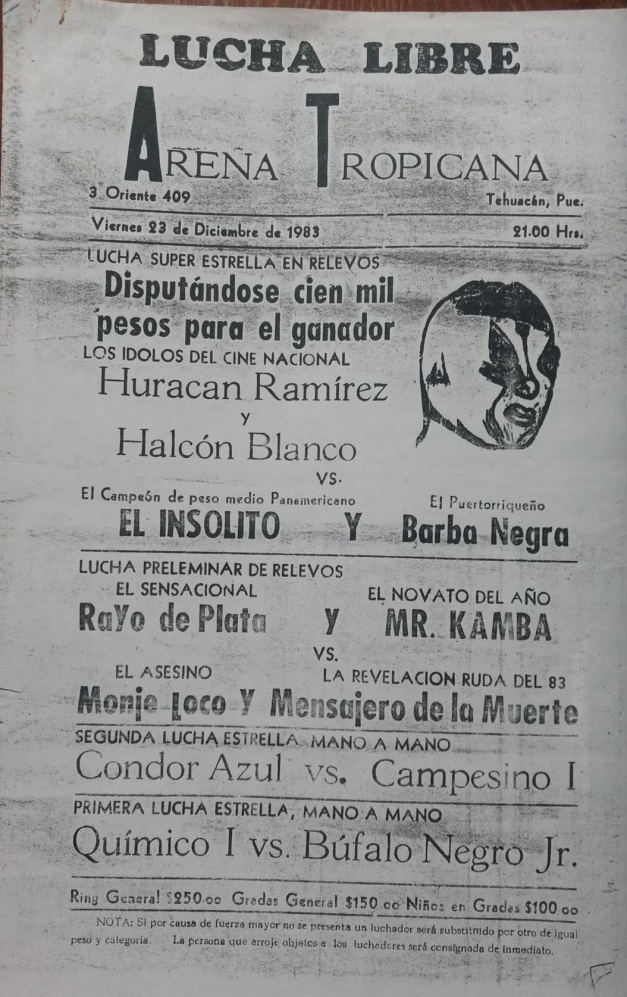 LUCHA LIBRE
ARENA TROPICANA
3 Oriente 409 Tehuacán, Pue.
Viernes 23 de Diciembre de 1983 21.00 Hrs.
LUCHA SUPER ESTRELLA EN RELEVOS
Disputándose cien mil
pesos para el ganador
LOS IDOLOS DEL CINE NACIONAL
Huracan Ramírez
Y
Halcón Blanco
VS.
El Campeón de peso medio Panamericano El Puertorriqueño
EL INSOLITO Y Barba Negra
LUCHA PRELEMINAR DE RELEVOS
EL SENSACIONAL EL NOVATO DEL AÑO
RaYo de Plata Y MR. KAMBA
VS.
EL ASESINO LA REVELACION RUDA DEL 83
Monje Loco Y Mensajero de la Muerte
SEGUNDA LUCHA ESTRELLA MANO A MANO
Condor Azul vs. Campesino I
PRIMERA LUCHA ESTRELLA, MANO A MANO
Químico I vs. Búfalo Negro Jr.
Ring General $250.oo Gradas General $150 oo Niños en Gradas $100 oo
NOTA: Si por causa de fuerza mayor no se presenta un luchador será substituido por otro de igual
peso y categoría. La persona que arroje objetos a los luchadores será consignada de inmediato.